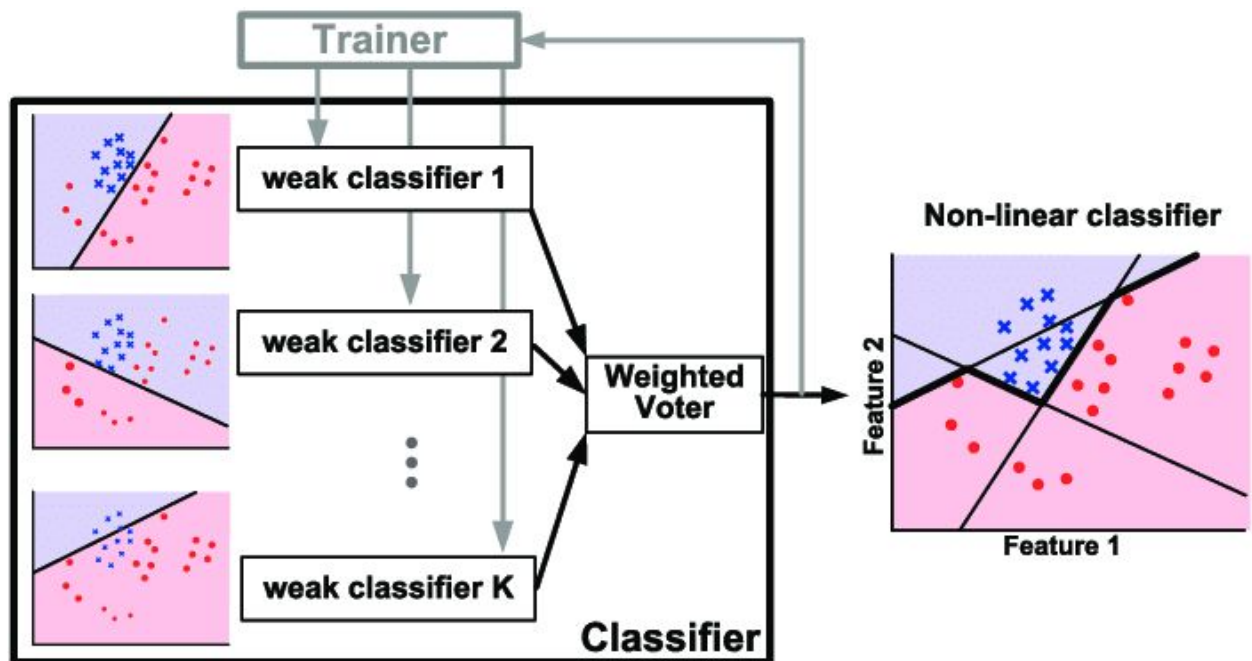 Trainer
weak classifier 1
weak classifier 2
weak classifier K
Weighted
Voter
Classifier
Non-linear classifier
Feature 2
Feature 1